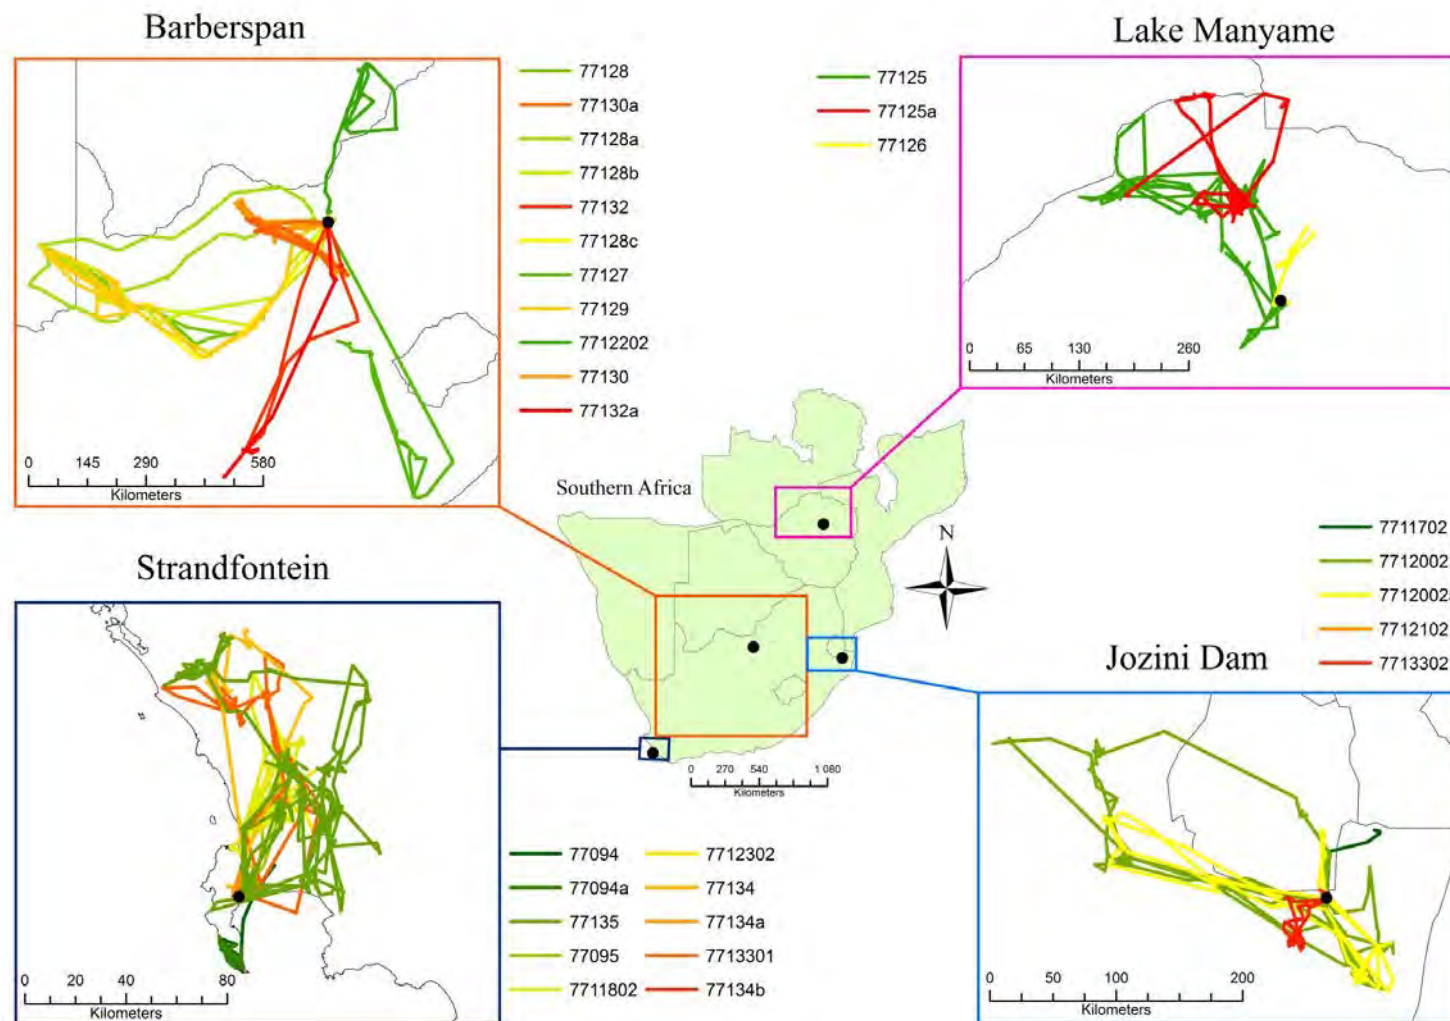 Barberspan
Lake Manyame
77128
77130a
77128a
77128b
77132
77128c
77127
77129
7712202
77130
77132a
77125
77125a
77126
0 145 290 580
Kilometers
0 65 130 260
Kilometers
Southern Africa
N
Strandfontein
Jozini Dam
7711702
7712002
7712002a
7712102
7713302
0 270 540 1 080
Kilometers
77094 7712302
77094a 77134
77135 77134a
77095 7713301
7711802 77134b
0 20 40 80
Kilometers
0 50 100 200
Kilometers